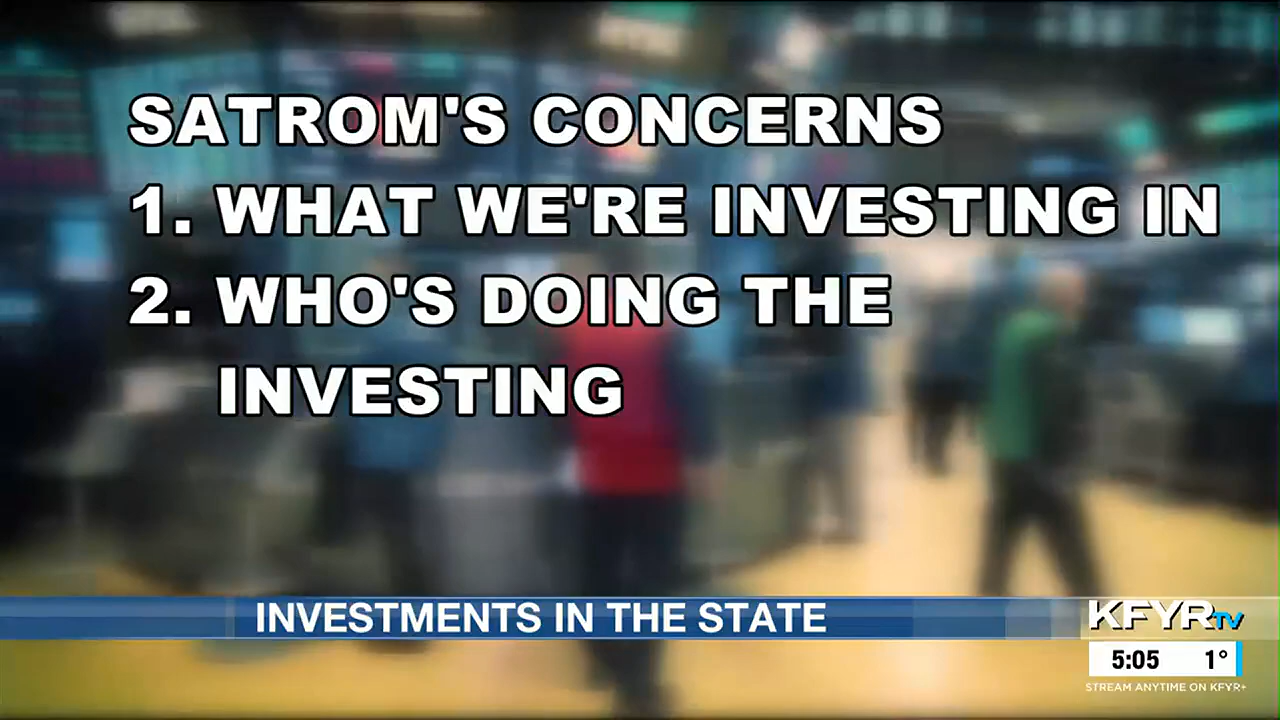 SATROM'S CONCERNS
1. WHAT WE'RE INVESTING IN
2. WHO'S DOING THE
INVESTING
INVESTMENTS IN THE STATE
KFYRTV
5:05 1°
STREAM ANYTIME ON KFYR+